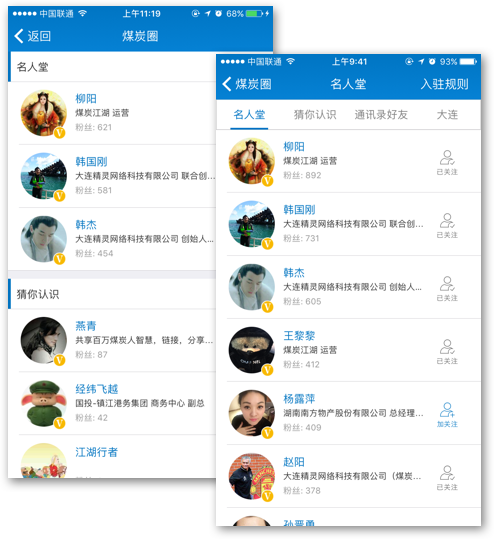 中国联通
上午11:19
68%
返回
煤炭圈
名人堂
柳阳
煤炭江湖 运营
粉丝: 621
韩国刚
大连精灵网络科技有限公司 联合创...
粉丝: 581
韩杰
大连精灵网络科技有限公司 创始人...
粉丝: 454
猜你认识
燕青
共享百万煤炭人智慧，链接，分享...
粉丝: 87
经纬飞越
国投-镇江港务集团 商务中心 副总
粉丝: 42
江湖行者
中国联通
上午9:41
93%
煤炭圈
名人堂
入驻规则
名人堂
猜你认识
通讯录好友
大连
柳阳
煤炭江湖 运营
粉丝: 892
已关注
韩国刚
大连精灵网络科技有限公司 联合创...
粉丝: 731
已关注
韩杰
大连精灵网络科技有限公司 创始人...
粉丝: 605
已关注
王黎黎
煤炭江湖 运营
粉丝: 412
已关注
杨露萍
湖南南方物产股份有限公司 总经理...
粉丝: 409
加关注
赵阳
大连精灵网络科技有限公司（煤炭...
粉丝: 378
已关注
孙晋勇